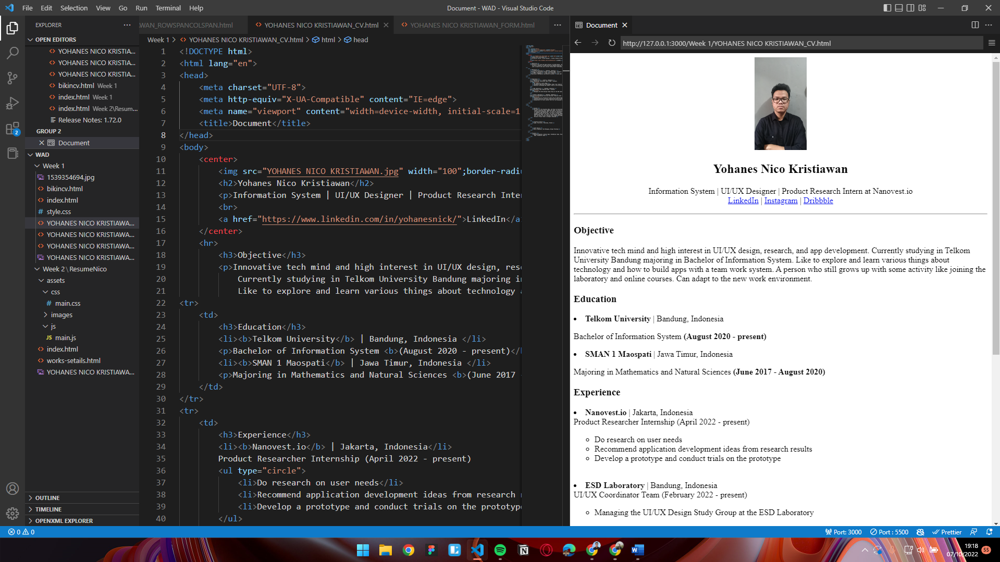 File Edit Selection View Go Run Terminal Help
Document - WAD - Visual Studio Code
EXPLORER
OPEN EDITORS
YOHANES NICO KRISTIA...
YOHANES NICO KRISTIA...
YOHANES NICO KRISTIA...
bikincv.html Week 1
index.html Week 1
index.html Week 2\Resum...
Release Notes: 1.72.0
GROUP 2
Document
WAD
Week 1
1539354694.jpg
bikincv.html
index.html
# style.css
YOHANES NICO KRISTIAWA...
YOHANES NICO KRISTIAWA...
YOHANES NICO KRISTIAWA...
YOHANES NICO KRISTIAWA...
Week 2\ResumeNico
assets
css
# main.css
images
js
JS main.js
index.html
works-setails.html
YOHANES NICO KRISTIAWA...
OUTLINE
TIMELINE
OPENXML EXPLORER
WAN_ROWSPANCOLSPAN.html
YOHANES NICO KRISTIAWAN_CV.html
YOHANES NICO KRISTIAWAN_FORM.html
Week 1 > YOHANES NICO KRISTIAWAN_CV.html > html > head
1 <!DOCTYPE html>
2 <html lang="en">
3 <head>
4 <meta charset="UTF-8">
5 <meta http-equiv="X-UA-Compatible" content="IE=edge">
6 <meta name="viewport" content="width=device-width, initial-scale=1
7 <title>Document</title>
8 </head>
9 <body>
10 <center>
11 <img src="YOHANES NICO KRISTIAWAN.jpg" width="100";border-radiu
12 <h2>Yohanes Nico Kristiawan</h2>
13 <p>Information System | UI/UX Designer | Product Research Inter
14 <br>
15 <a href="https://www.linkedin.com/in/yohanesnick/">LinkedIn</a
16 </center>
17 <hr>
18 <h3>Objective</h3>
19 <p>Innovative tech mind and high interest in UI/UX design, rese
20 Currently studying in Telkom University Bandung majoring in
21 Like to explore and learn various things about technology a
22 <tr>
23 <td>
24 <h3>Education</h3>
25 <li><b>Telkom University</b> | Bandung, Indonesia </li>
26 <p>Bachelor of Information System <b>(August 2020 - present)</b
27 <li><b>SMAN 1 Maospati</b> | Jawa Timur, Indonesia </li>
28 <p>Majoring in Mathematics and Natural Sciences <b>(June 2017 -
29 </td>
30 </tr>
31 <tr>
32 <td>
33 <h3>Experience</h3>
34 <li><b>Nanovest.io</b> | Jakarta, Indonesia</li>
35 Product Researcher Internship (April 2022 - present)
36 <ul type="circle">
37 <li>Do research on user needs</li>
38 <li>Recommend application development ideas from research r
39 <li>Develop a prototype and conduct trials on the prototype
40 </ul>
Document
http://127.0.0.1:3000/Week 1/YOHANES NICO KRISTIAWAN_CV.html
Yohanes Nico Kristiawan
Information System | UI/UX Designer | Product Research Intern at Nanovest.io
LinkedIn | Instagram | Dribbble
Objective
Innovative tech mind and high interest in UI/UX design, research, and app development. Currently studying in Telkom
University Bandung majoring in Bachelor of Information System. Like to explore and learn various things about
technology and how to build apps with a team work system. A person who still grows up with some activity like joining the
laboratory and online courses. Can adapt to the new work environment.
Education
• Telkom University | Bandung, Indonesia
Bachelor of Information System (August 2020 - present)
• SMAN 1 Maospati | Jawa Timur, Indonesia
Majoring in Mathematics and Natural Sciences (June 2017 - August 2020)
Experience
• Nanovest.io | Jakarta, Indonesia
Product Researcher Internship (April 2022 - present)
Do research on user needs
Recommend application development ideas from research results
Develop a prototype and conduct trials on the prototype
• ESD Laboratory | Bandung, Indonesia
UI/UX Coordinator Team (February 2022 - present)
Managing the UI/UX Design Study Group at the ESD Laboratory
2
0 0
Port: 3000
Port : 5500
Prettier
19:18
07/10/2022
55